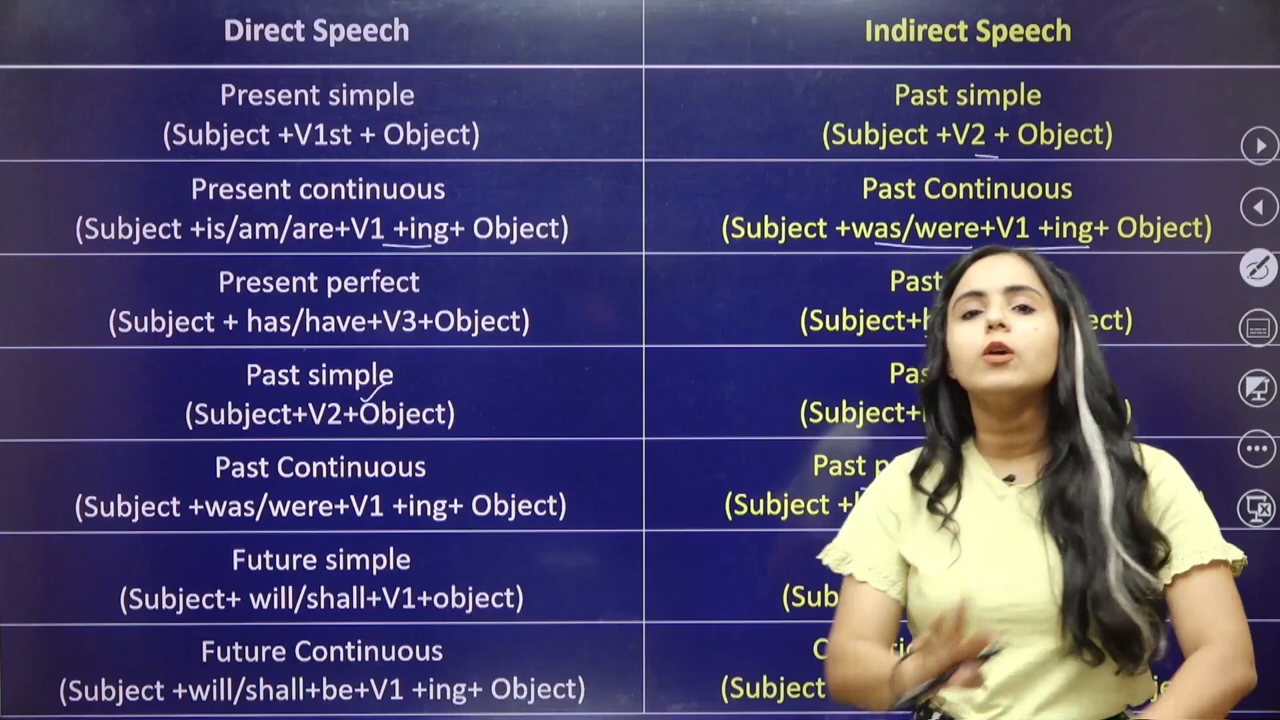 Direct Speech
Indirect Speech
Present simple
(Subject +V1st + Object)
Past simple
(Subject +V2 + Object)
Present continuous
(Subject +is/am/are+V1 +ing+ Object)
Past Continuous
(Subject +was/were+V1 +ing+ Object)
Present perfect
(Subject + has/have+V3+Object)
Past
(Subject+
Past simple
(Subject+V2+Object)
(Subject+
Past Continuous
(Subject +was/were+V1 +ing+ Object)
Past
(Subject +
Future simple
(Subject+ will/shall+V1+object)
Future Continuous
(Subject +will/shall+be+V1 +ing+ Object)
(Subject